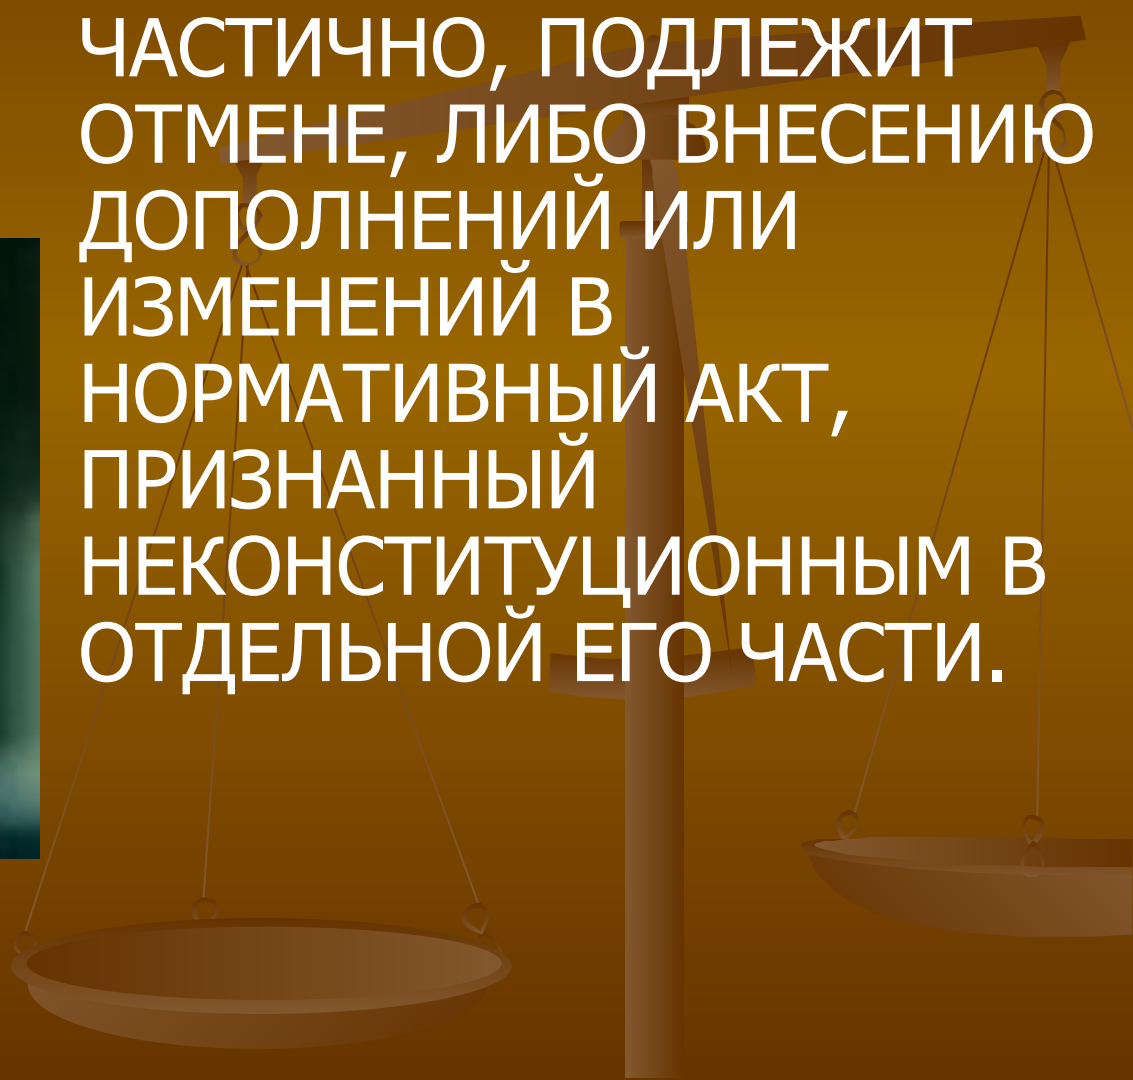 ЧАСТИЧНО, ПОДЛЕЖИТ
ОТМЕНЕ, ЛИБО ВНЕСЕНИЮ
ДОПОЛНЕНИЙ ИЛИ
ИЗМЕНЕНИЙ В
НОРМАТИВНЫЙ АКТ,
ПРИЗНАННЫЙ
НЕКОНСТИТУЦИОННЫМ В
ОТДЕЛЬНОЙ ЕГО ЧАСТИ.